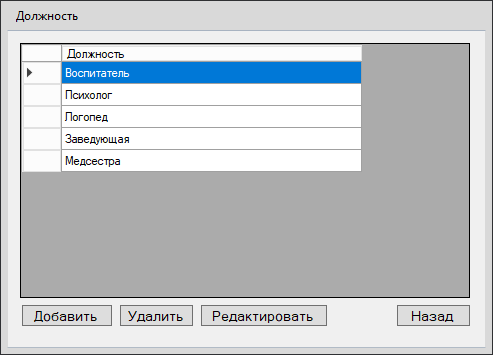 Должность
Должность
Воспитатель
Психолог
Логопед
Заведующая
Медсестра
Добавить Удалить Редактировать Назад